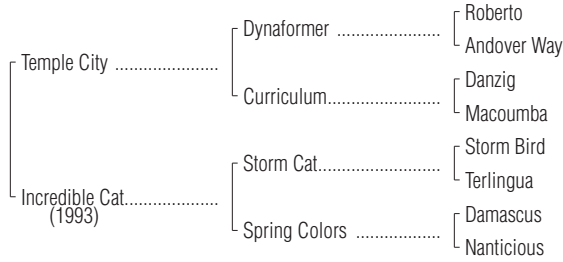 Roberto
Dynaformer ......................
Andover Way
Temple City ......................
Danzig
Curriculum........................
Macoumba
Storm Bird
Storm Cat..........................
Terlingua
Incredible Cat....................
(1993)
Damascus
Spring Colors ..................
Nanticious